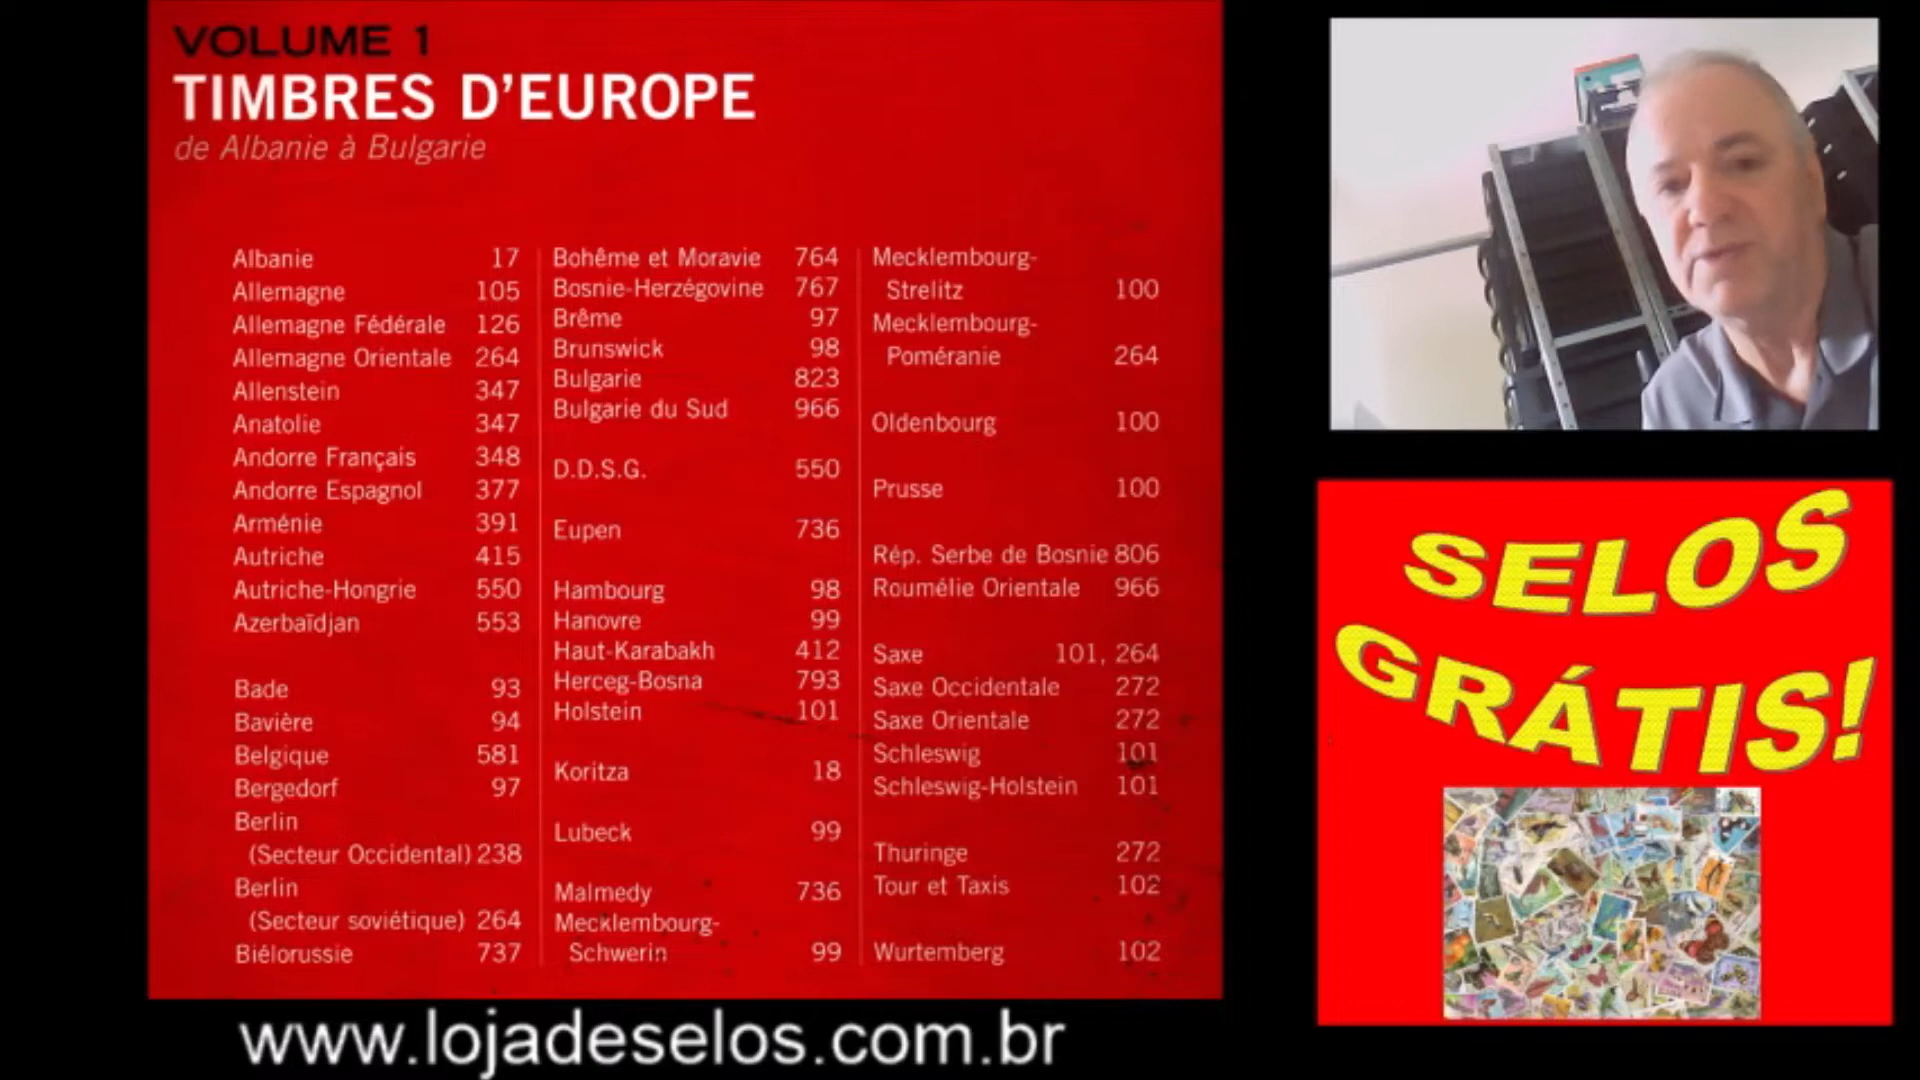 VOLUME 1
TIMBRES D'EUROPE
de Albanie à Bulgarie
Albanie 17
Allemagne 105
Allemagne Fédérale 126
Allemagne Orientale 264
Allenstein 347
Anatolie 347
Andorre Français 348
Andorre Espagnol 377
Arménie 391
Autriche 415
Autriche-Hongrie 550
Azerbaïdjan 553
Bade 93
Bavière 94
Belgique 581
Bergedorf 97
Berlin
(Secteur Occidental) 238
Berlin
(Secteur soviétique) 264
Biélorussie 737
Bohême et Moravie 764
Bosnie-Herzégovine 767
Brême 97
Brunswick 98
Bulgarie 823
Bulgarie du Sud 966
D.D.S.G. 550
Eupen 736
Hambourg 98
Hanovre 99
Haut-Karabakh 412
Herceg-Bosna 793
Holstein 101
Koritza 18
Lubeck 99
Malmedy 736
Mecklembourg-
Schwerin 99
Mecklembourg-
Strelitz 100
Mecklembourg-
Poméranie 264
Oldenbourg 100
Prusse 100
Rép. Serbe de Bosnie 806
Roumélie Orientale 966
Saxe 101, 264
Saxe Occidentale 272
Saxe Orientale 272
Schleswig 101
Schleswig-Holstein 101
Thuringe 272
Tour et Taxis 102
Wurtemberg 102
www.lojadeselos.com.br
SELOS
GRÁTIS!